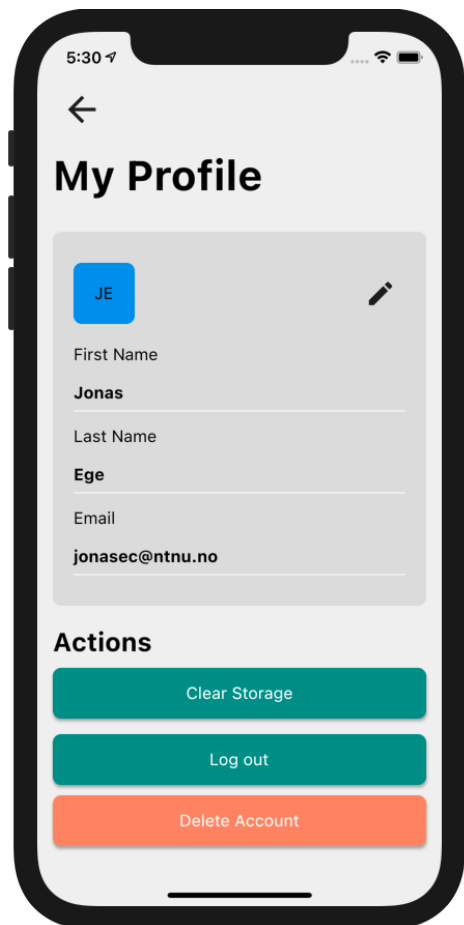 5:30
My Profile
JE
First Name
Jonas
Last Name
Ege
Email
jonasec@ntnu.no
Actions
Clear Storage
Log out
Delete Account